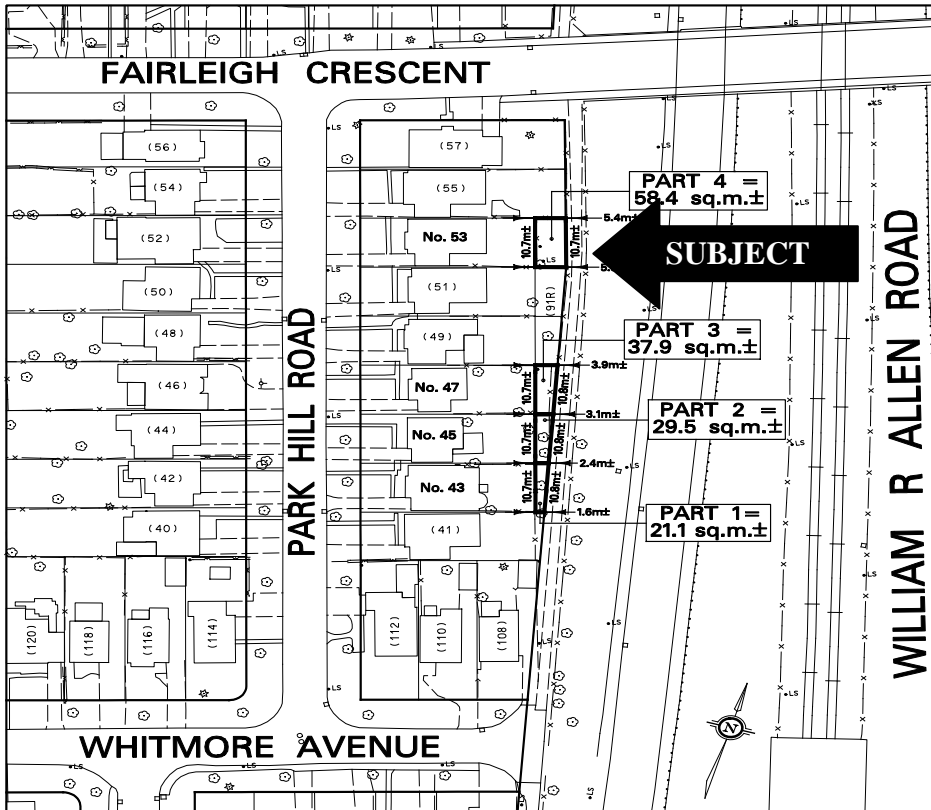 FAIRLEIGH CRESCENT
(56)
(57)
(54)
(55)
PART 4 =
58.4 sq.m.±
5.4m±
(52)
No. 53
10.7m±
10.7m±
SUBJECT
LS
(50)
(51)
(91R)
(48)
(49)
PART 3 =
37.9 sq.m.±
3.9m±
(46)
No. 47
10.7m±
10.8m±
3.1m±
PART 2 =
29.5 sq.m.±
(44)
No. 45
10.7m±
10.8m±
2.4m±
(42)
No. 43
10.7m±
10.8m±
1.6m±
PART 1=
21.1 sq.m.±
(40)
(41)
PARK HILL ROAD
WILLIAM R ALLEN ROAD
(120)
(118)
(116)
(114)
(112)
(110)
(108)
LS
N
WHITMORE AVENUE